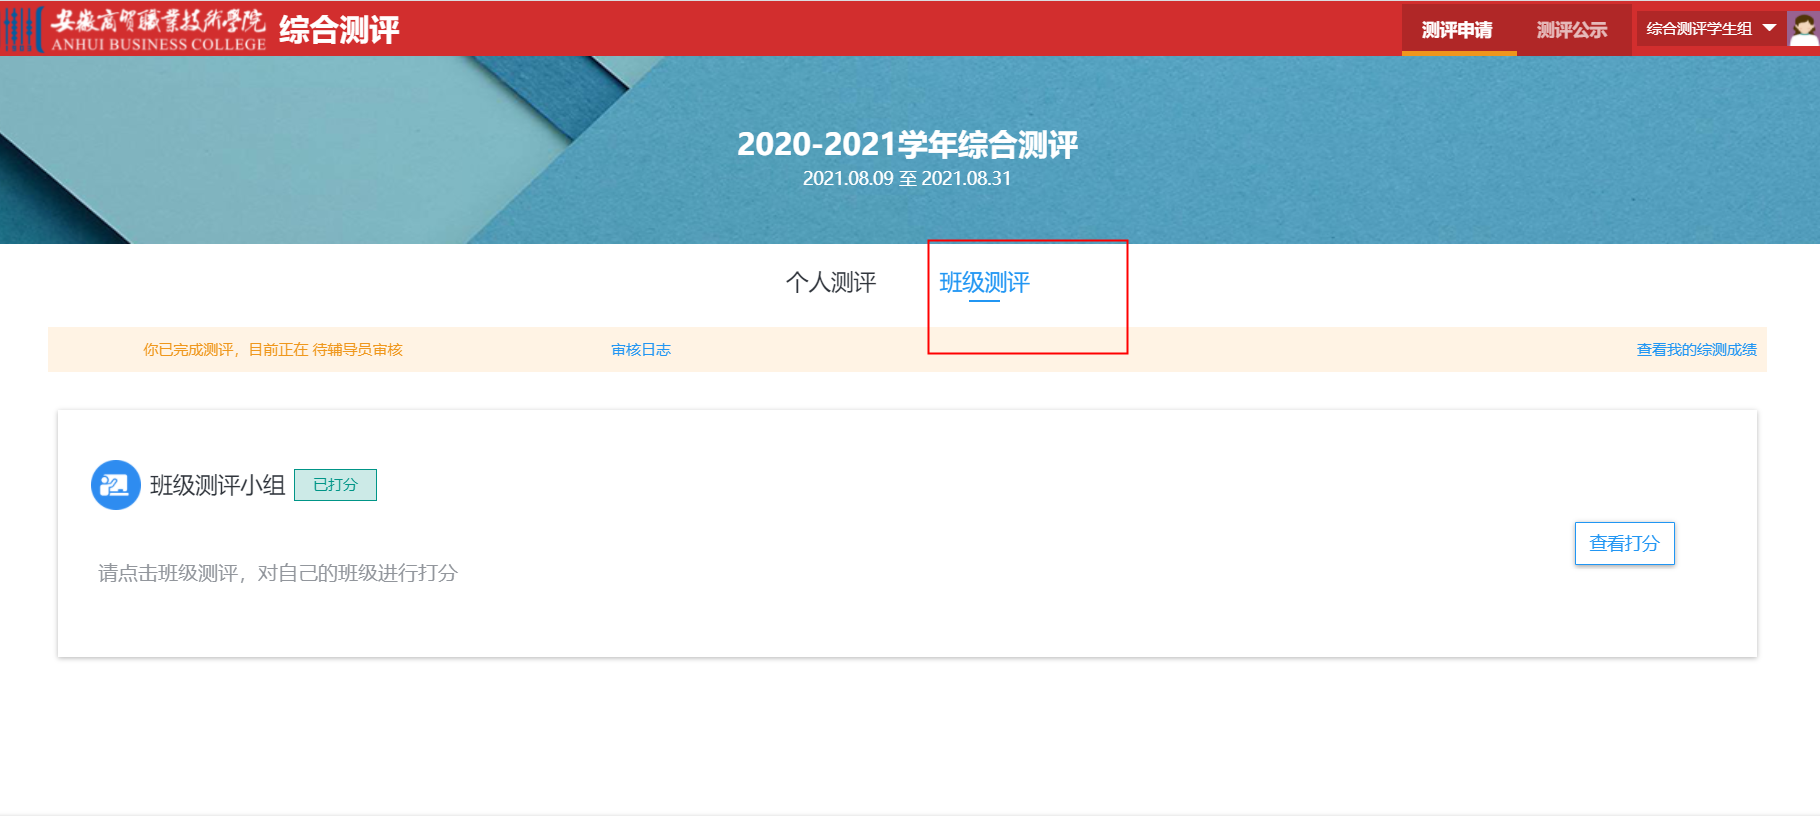 安徽商贸職業技術學院
ANHUI BUSINESS COLLEGE
综合测评
测评申请
测评公示
综合测评学生组
2020-2021学年综合测评
2021.08.09 至 2021.08.31
个人测评
班级测评
你已完成测评，目前正在 待辅导员审核
审核日志
查看我的综测成绩
班级测评小组
已打分
查看打分
请点击班级测评，对自己的班级进行打分